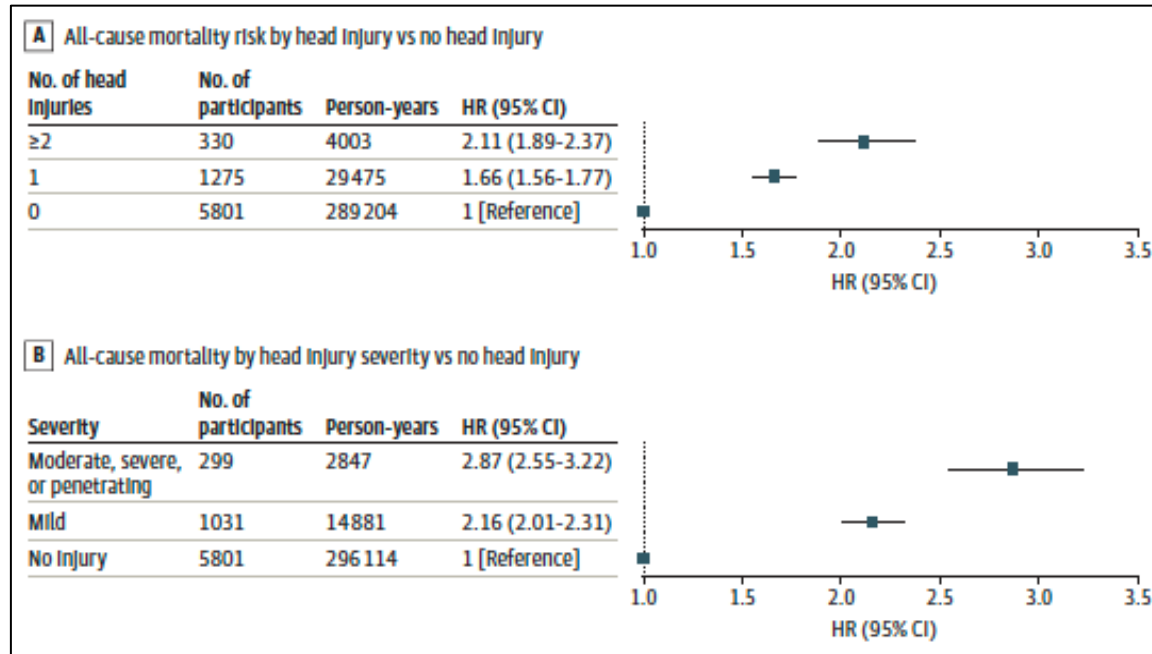 A All-cause mortality risk by head injury vs no head injury
No. of head injuries No. of participants Person-years HR (95% CI)
≥2 330 4003 2.11 (1.89-2.37)
1 1275 29475 1.66 (1.56-1.77)
0 5801 289204 1 [Reference]
1.0 1.5 2.0 2.5 3.0 3.5
HR (95% CI)
B All-cause mortality by head injury severity vs no head injury
Severity No. of participants Person-years HR (95% CI)
Moderate, severe, or penetrating 299 2847 2.87 (2.55-3.22)
Mild 1031 14881 2.16 (2.01-2.31)
No injury 5801 296114 1 [Reference]
1.0 1.5 2.0 2.5 3.0 3.5
HR (95% CI)